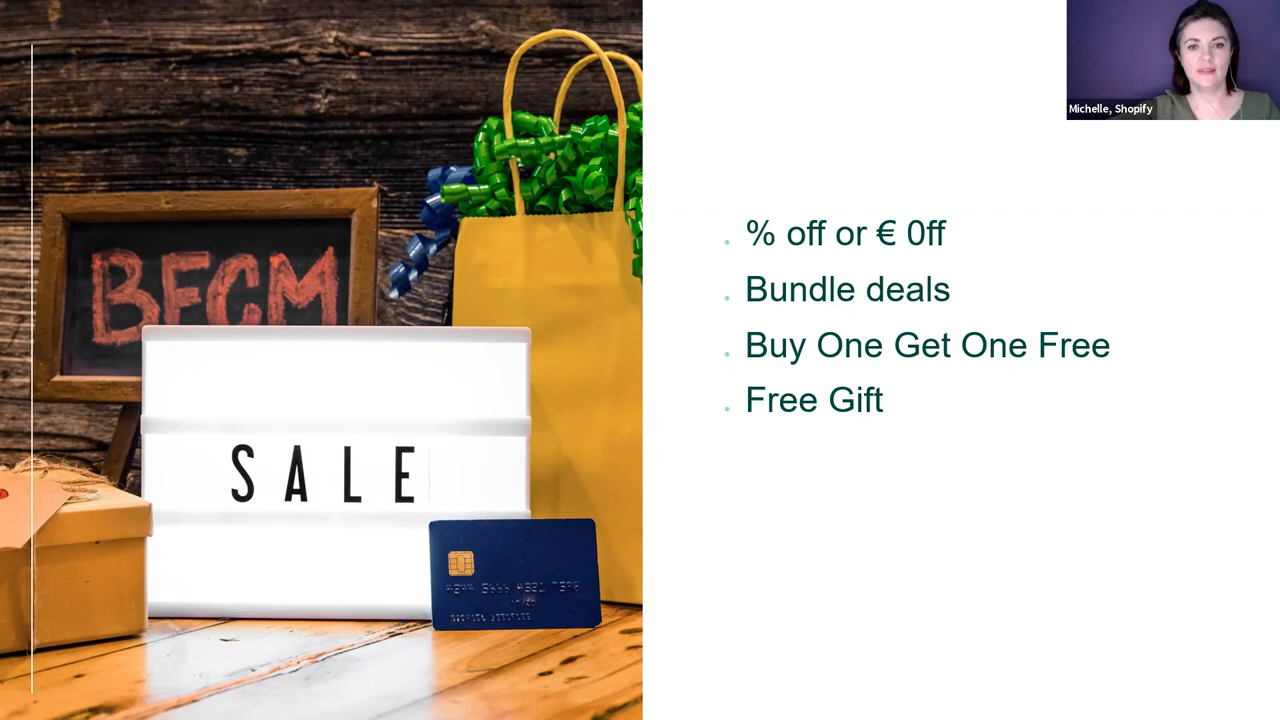 Michelle, Shopify
BFCM
SALE
% off or € 0ff
Bundle deals
Buy One Get One Free
Free Gift